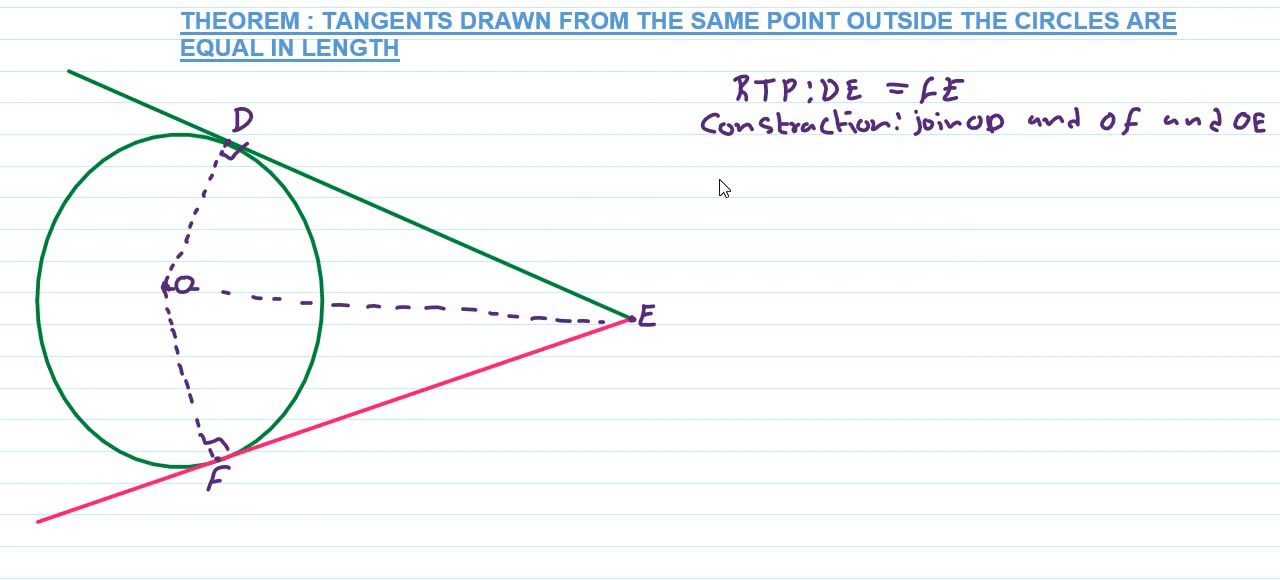 THEOREM : TANGENTS DRAWN FROM THE SAME POINT OUTSIDE THE CIRCLES ARE
EQUAL IN LENGTH
RTP: DE = FE
Constraction: join OD and OF and OE
D
O
E
F